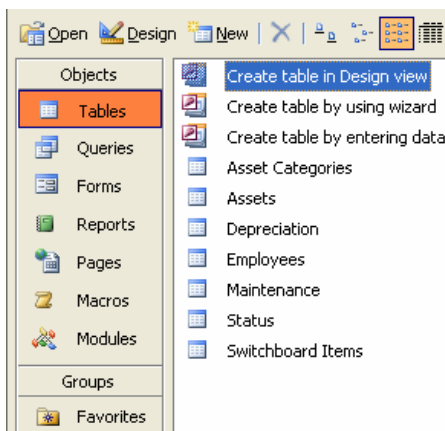 Open Design New
Objects
Tables
Queries
Forms
Reports
Pages
Macros
Modules
Groups
Favorites
Create table in Design view
Create table by using wizard
Create table by entering data
Asset Categories
Assets
Depreciation
Employees
Maintenance
Status
Switchboard Items